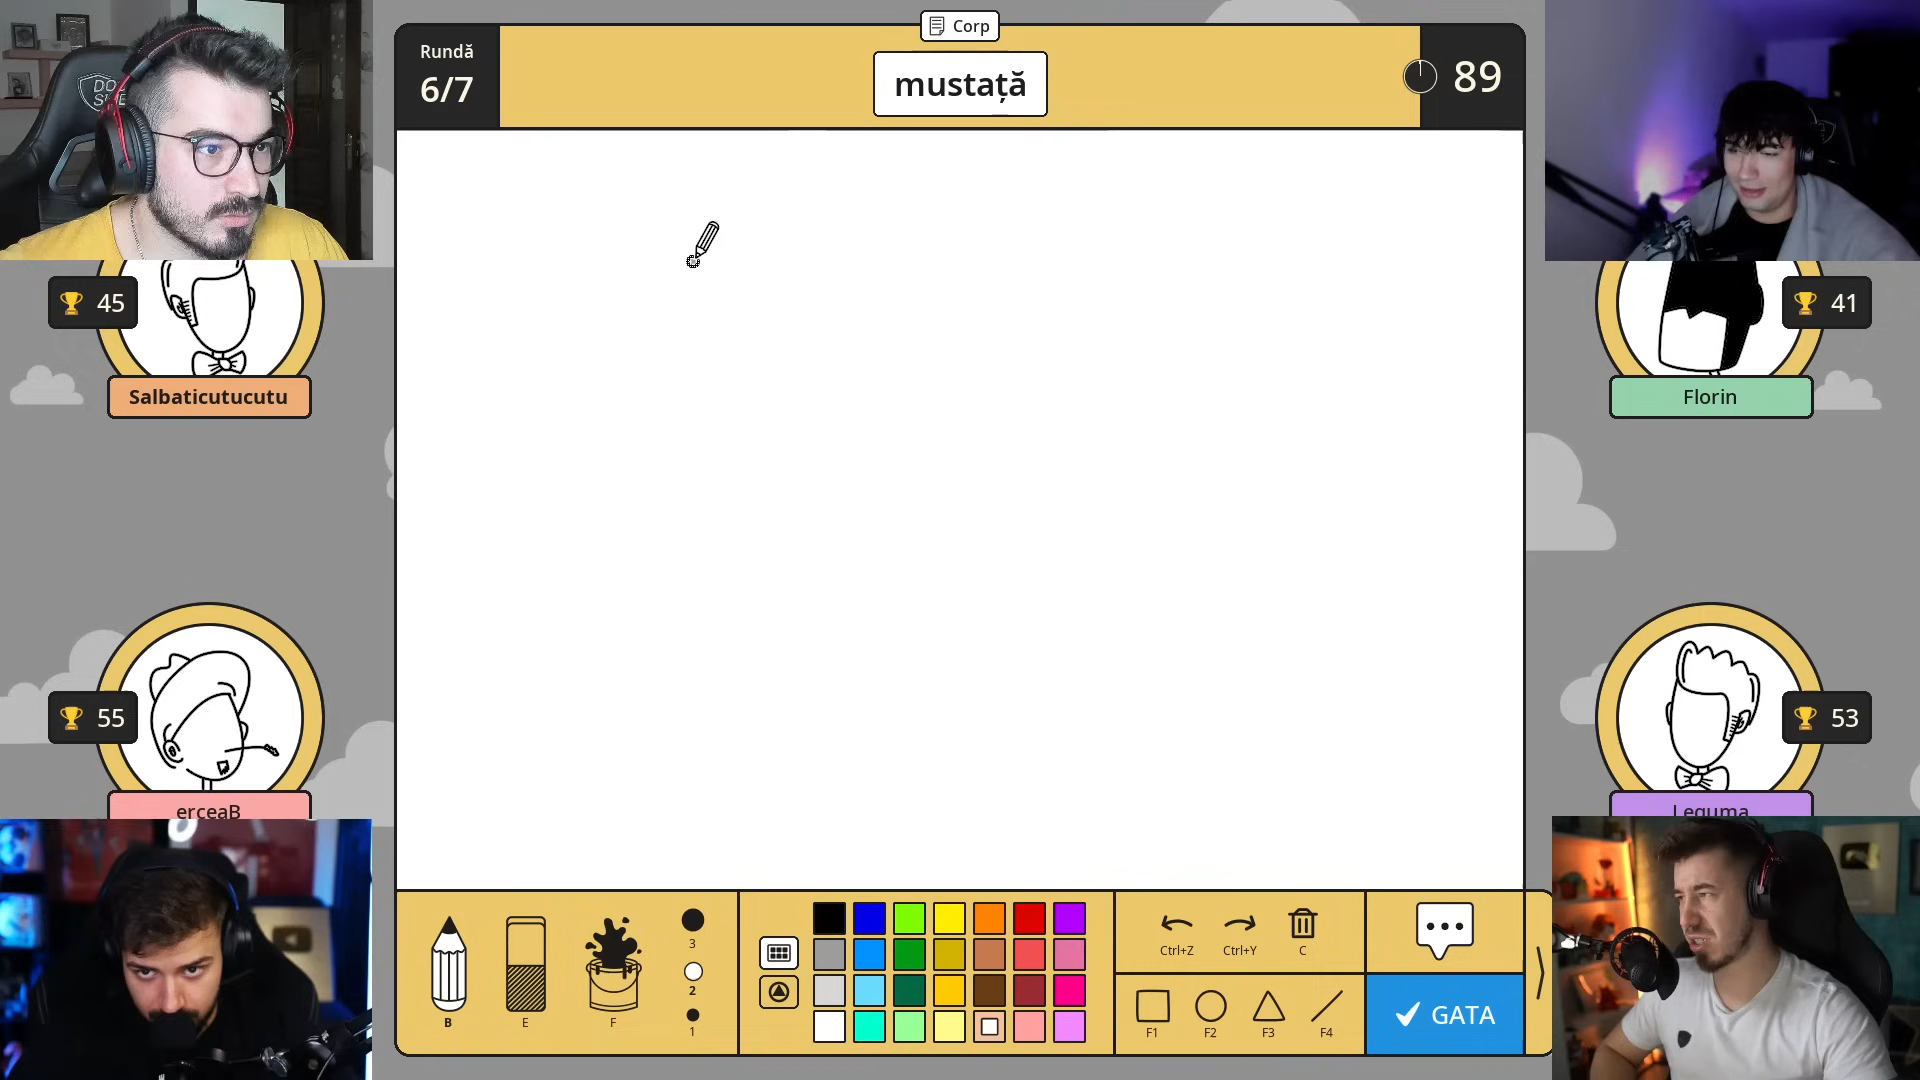 Corp
Rundă
6/7
mustață
89
45
41
Salbaticutucutu
Florin
55
53
erceaB
Leguma
B
E
F
3
2
1
Ctrl+Z
Ctrl+Y
C
F1
F2
F3
F4
GATA